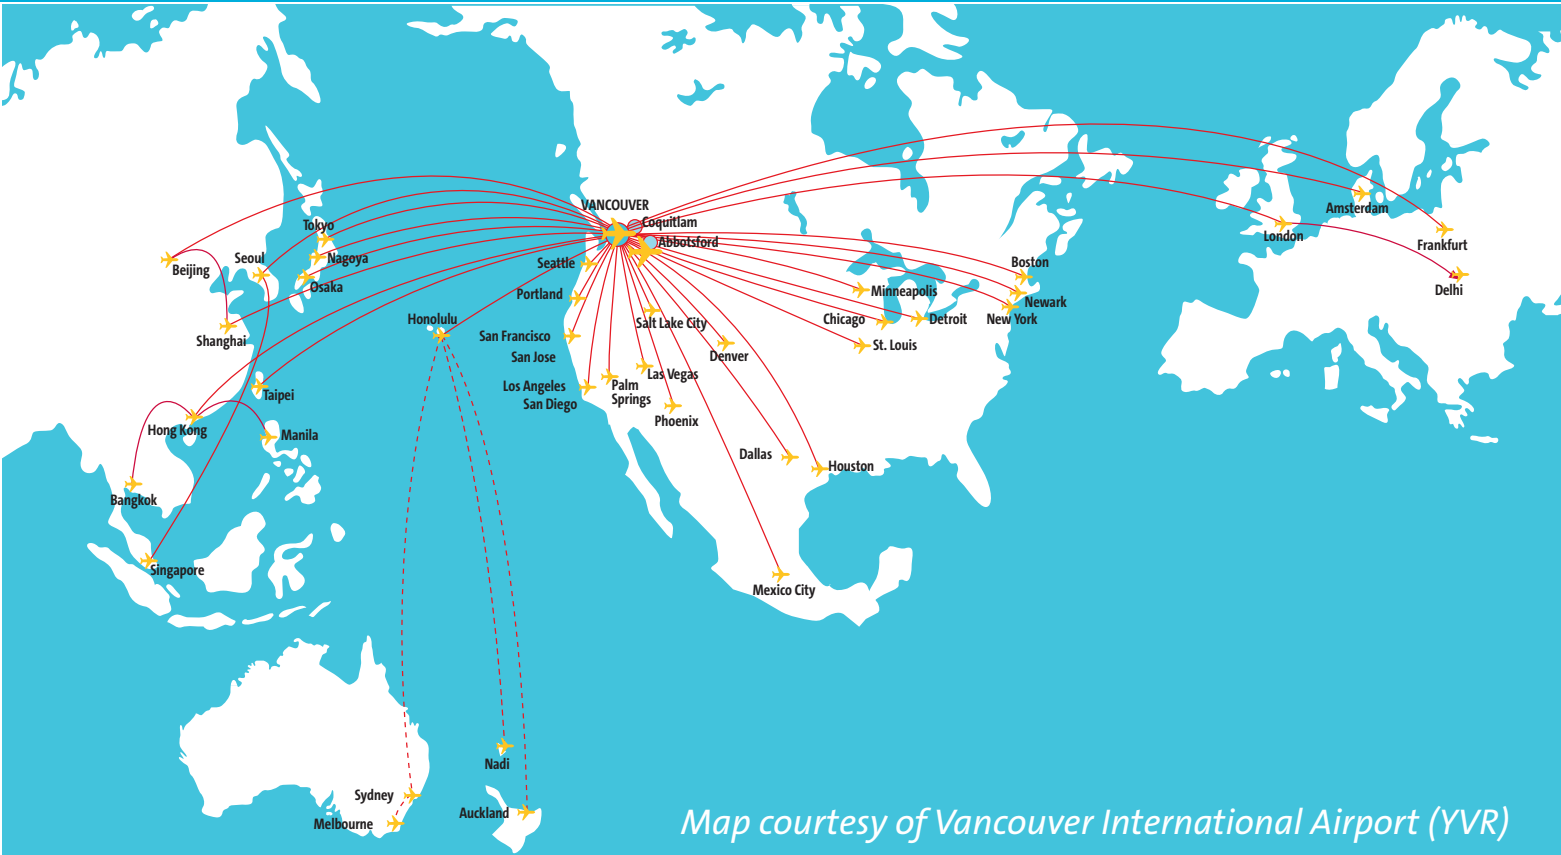 VANCOUVER
Coquitlam
Abbotsford
Tokyo
Nagoya
Osaka
Seoul
Beijing
Shanghai
Taipei
Hong Kong
Manila
Bangkok
Singapore
Honolulu
Seattle
Portland
San Francisco
San Jose
Los Angeles
San Diego
Palm
Springs
Las Vegas
Phoenix
Salt Lake City
Denver
Dallas
Houston
Mexico City
Minneapolis
Chicago
Detroit
St. Louis
Boston
Newark
New York
London
Amsterdam
Frankfurt
Delhi
Sydney
Melbourne
Nadi
Auckland
Map courtesy of Vancouver International Airport (YVR)